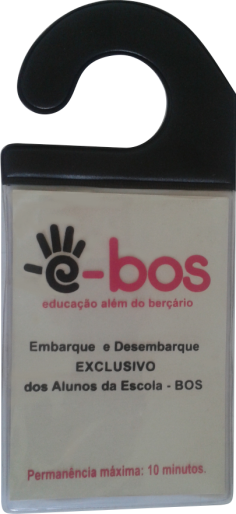 e-bos
educação além do berçário
Embarque e Desembarque
EXCLUSIVO
dos Alunos da Escola - BOS
Permanência máxima: 10 minutos.